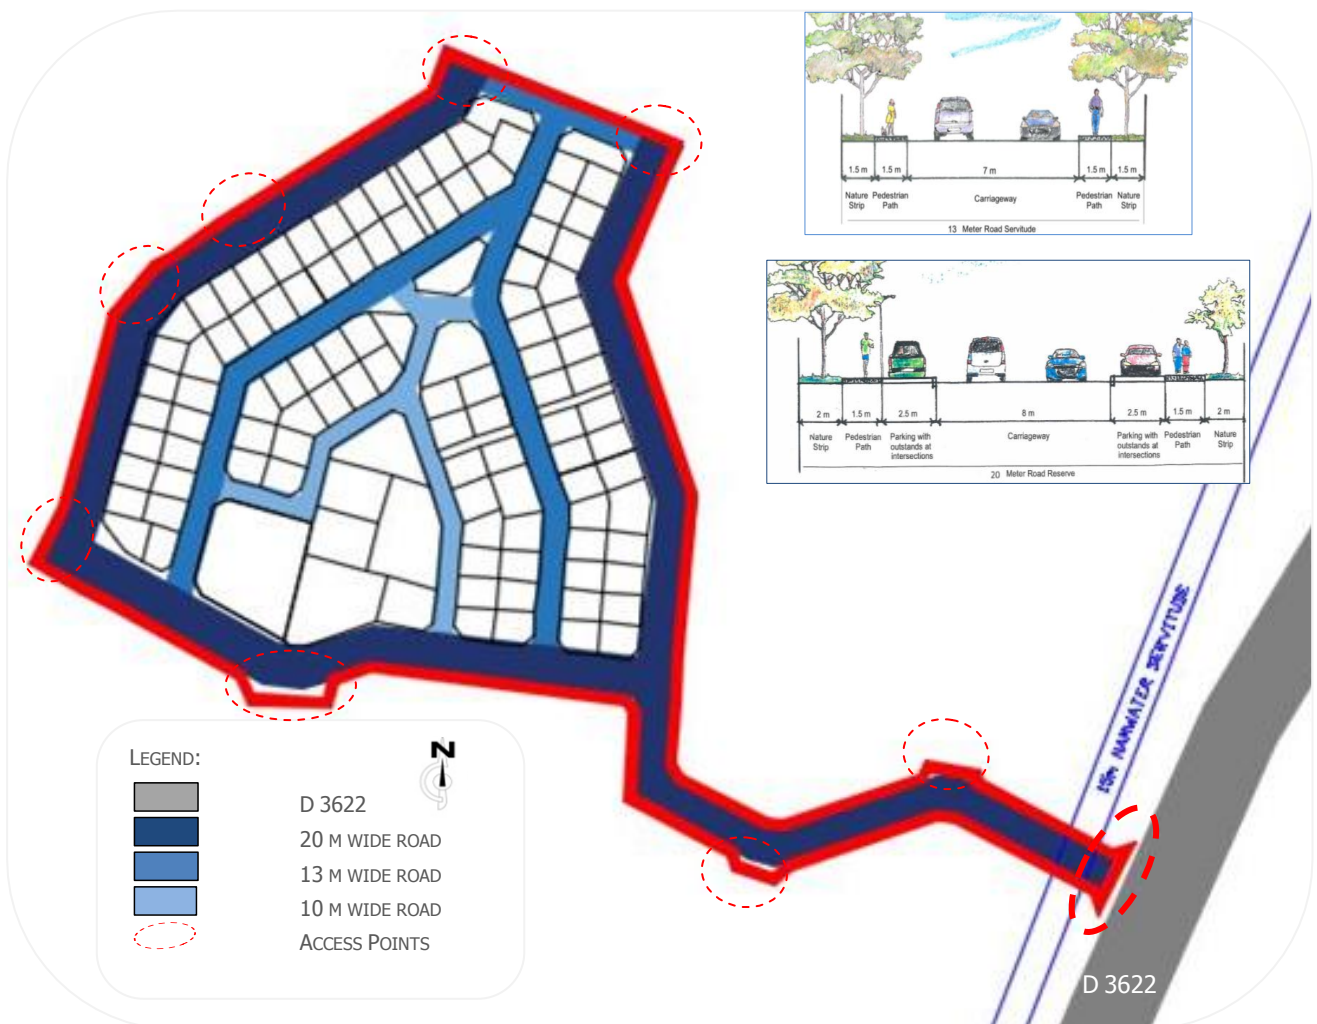 1.5 m 1.5 m 7 m 1.5 m 1.5 m
Nature Strip Pedestrian Path Carriageway Pedestrian Path Nature Strip
13 Meter Road Servitude
2 m 1.5 m 2.5 m 8 m 2.5 m 1.5 m 2 m
Nature Strip Pedestrian Path Parking with outstands at intersections Carriageway Parking with outstands at intersections Pedestrian Path Nature Strip
20 Meter Road Reserve
15m NAMWATER SERVITUDE
LEGEND:
N
D 3622
20 M WIDE ROAD
13 M WIDE ROAD
10 M WIDE ROAD
ACCESS POINTS
D 3622